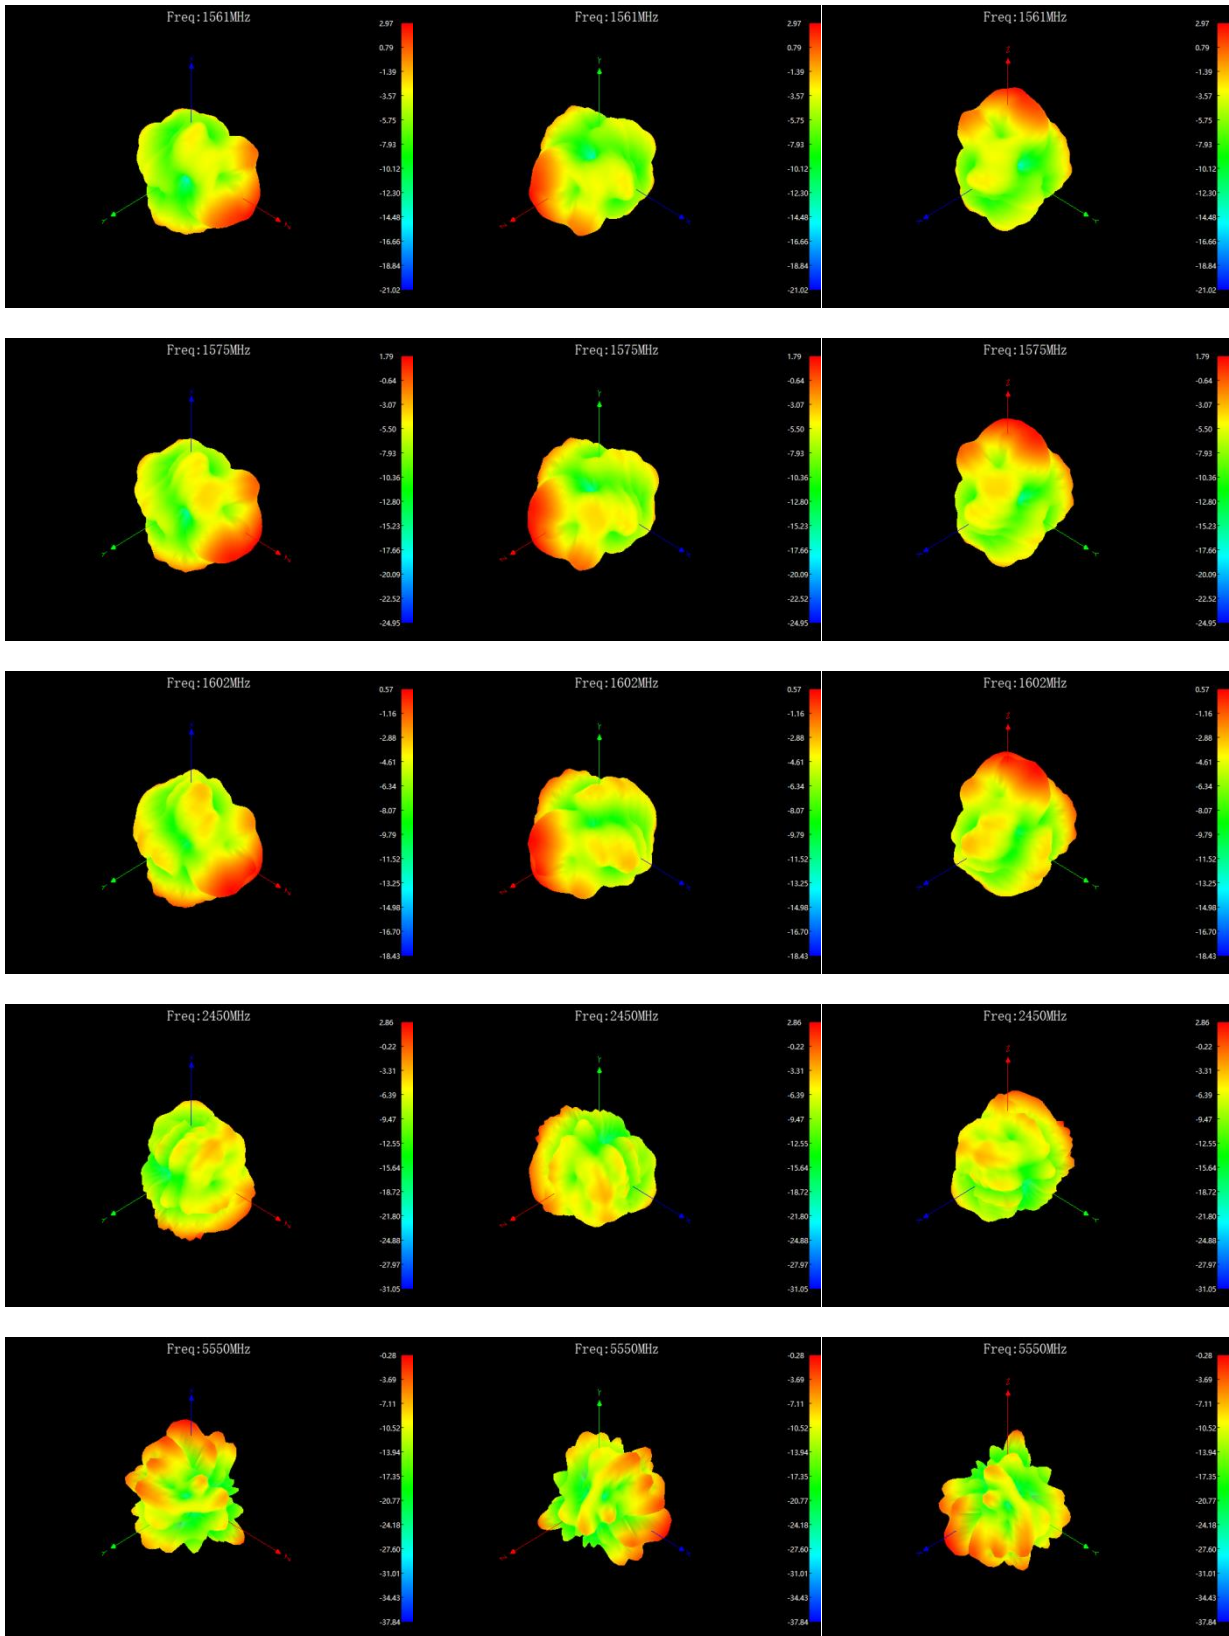 Freq:1561MHz Freq:1561MHz Freq:1561MHz
2.97 2.97 2.97
0.79 0.79 0.79
-1.39 -1.39 -1.39
-3.57 -3.57 -3.57
-5.75 -5.75 -5.75
-7.93 -7.93 -7.93
-10.12 -10.12 -10.12
-12.30 -12.30 -12.30
-14.48 -14.48 -14.48
-16.66 -16.66 -16.66
-18.84 -18.84 -18.84
-21.02 -21.02 -21.02
Freq:1575MHz Freq:1575MHz Freq:1575MHz
1.79 1.79 1.79
-0.64 -0.64 -0.64
-3.07 -3.07 -3.07
-5.50 -5.50 -5.50
-7.93 -7.93 -7.93
-10.36 -10.36 -10.36
-12.80 -12.80 -12.80
-15.23 -15.23 -15.23
-17.66 -17.66 -17.66
-20.09 -20.09 -20.09
-22.52 -22.52 -22.52
-24.95 -24.95 -24.95
Freq:1602MHz Freq:1602MHz Freq:1602MHz
0.57 0.57 0.57
-1.16 -1.16 -1.16
-2.88 -2.88 -2.88
-4.61 -4.61 -4.61
-6.34 -6.34 -6.34
-8.07 -8.07 -8.07
-9.79 -9.79 -9.79
-11.52 -11.52 -11.52
-13.25 -13.25 -13.25
-14.98 -14.98 -14.98
-16.70 -16.70 -16.70
-18.43 -18.43 -18.43
Freq:2450MHz Freq:2450MHz Freq:2450MHz
2.86 2.86 2.86
-0.22 -0.22 -0.22
-3.31 -3.31 -3.31
-6.39 -6.39 -6.39
-9.47 -9.47 -9.47
-12.55 -12.55 -12.55
-15.64 -15.64 -15.64
-18.72 -18.72 -18.72
-21.80 -21.80 -21.80
-24.88 -24.88 -24.88
-27.97 -27.97 -27.97
-31.05 -31.05 -31.05
Freq:5550MHz Freq:5550MHz Freq:5550MHz
-0.28 -0.28 -0.28
-3.69 -3.69 -3.69
-7.11 -7.11 -7.11
-10.52 -10.52 -10.52
-13.94 -13.94 -13.94
-17.35 -17.35 -17.35
-20.77 -20.77 -20.77
-24.18 -24.18 -24.18
-27.60 -27.60 -27.60
-31.01 -31.01 -31.01
-34.43 -34.43 -34.43
-37.84 -37.84 -37.84